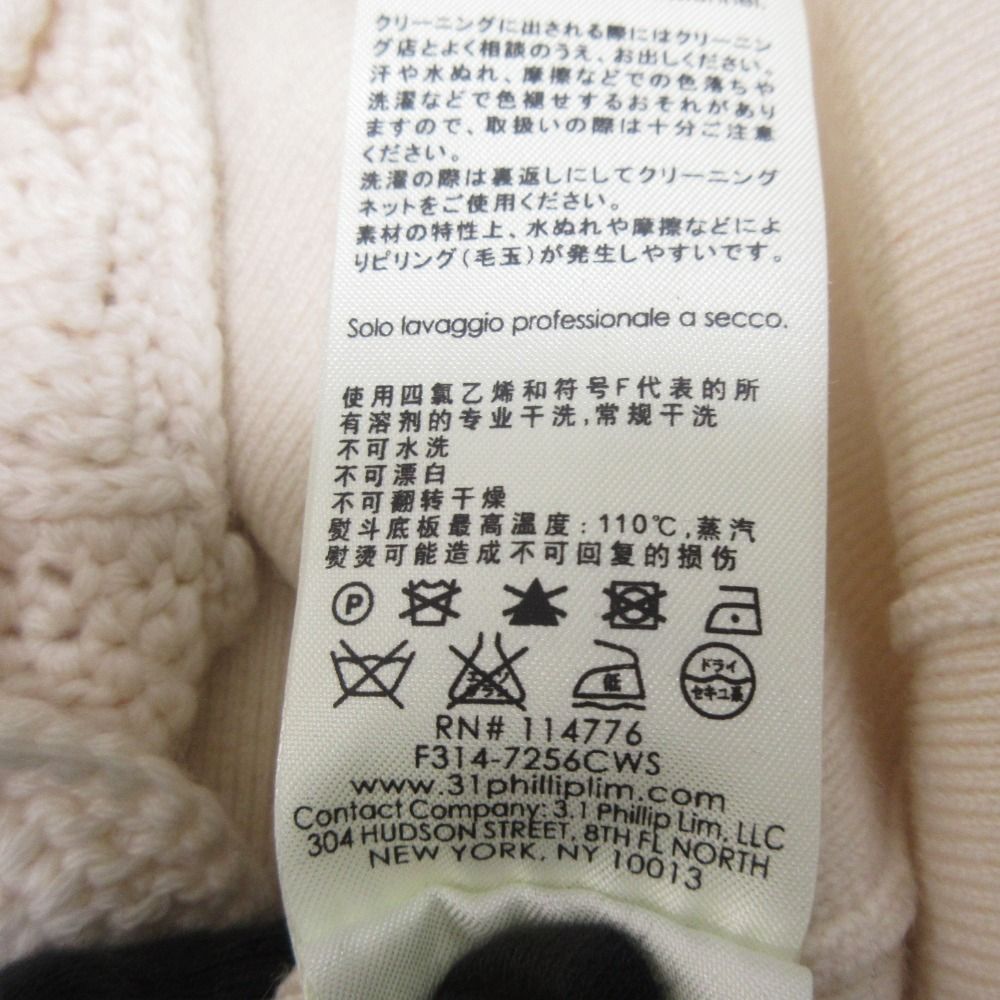 クリーニングに出される際にはクリーニン
グ店とよく相談のうえ、お出しください。
汗や水ぬれ、摩擦などでの色落ちや
洗濯などで色褪せするおそれがあり
ますので、取扱いの際は十分ご注意
ください。
洗濯の際は裏返しにしてクリーニング
ネットをご使用ください。
素材の特性上、水ぬれや摩擦などによ
りピリング(毛玉)が発生しやすいです。
Solo lavaggio professionale a secco.
使用四氯乙烯和符号F代表的所
有溶剂的专业干洗,常规干洗
不可水洗
不可漂白
不可翻转干燥
熨斗底板最高温度:110℃,蒸汽
熨烫可能造成不可回复的损伤
P
エンソ
サラシ
低
ドライ
セキユ系
RN# 114776
F314-7256CWS
www.31philliplim.com
Contact Company: 3.1 Phillip Lim, LLC
304 HUDSON STREET, 8TH FL NORTH
NEW YORK, NY 10013